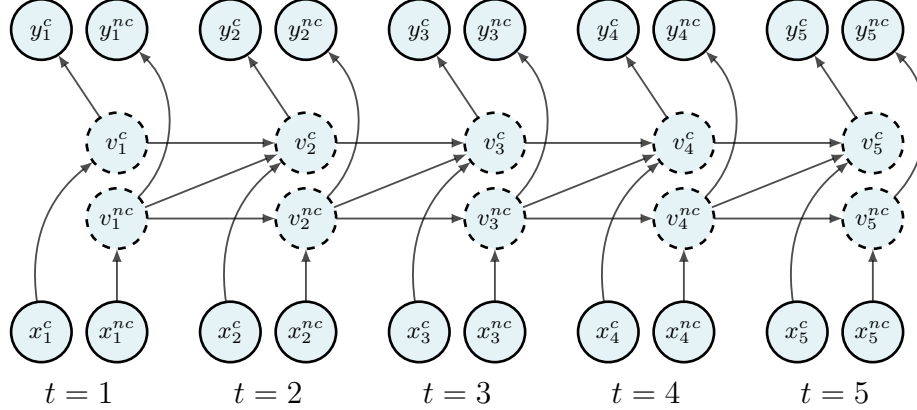 y_1^c y_1^{nc} y_2^c y_2^{nc} y_3^c y_3^{nc} y_4^c y_4^{nc} y_5^c y_5^{nc}
v_1^c v_2^c v_3^c v_4^c v_5^c
v_1^{nc} v_2^{nc} v_3^{nc} v_4^{nc} v_5^{nc}
x_1^c x_1^{nc} x_2^c x_2^{nc} x_3^c x_3^{nc} x_4^c x_4^{nc} x_5^c x_5^{nc}
t = 1 t = 2 t = 3 t = 4 t = 5